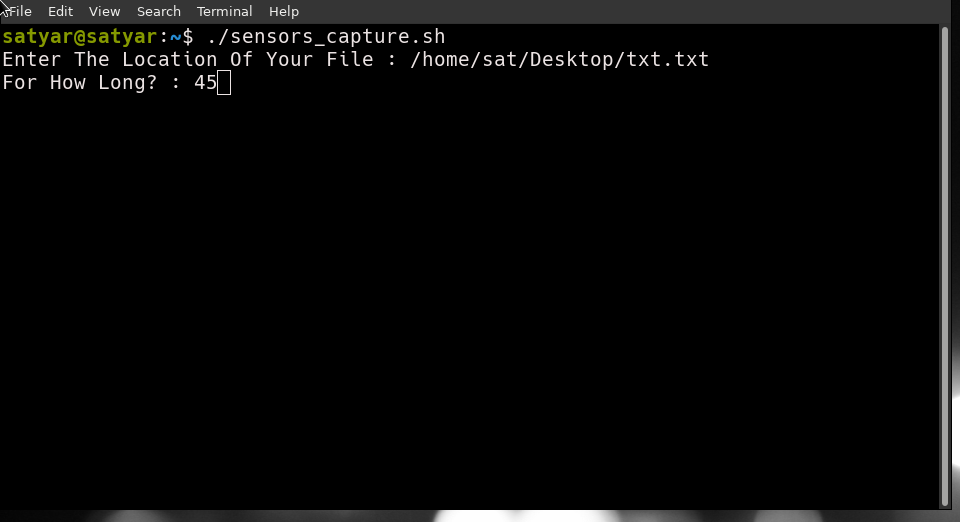 File Edit View Search Terminal Help
satyar@satyar:~$ ./sensors_capture.sh
Enter The Location Of Your File : /home/sat/Desktop/txt.txt
For How Long? : 45